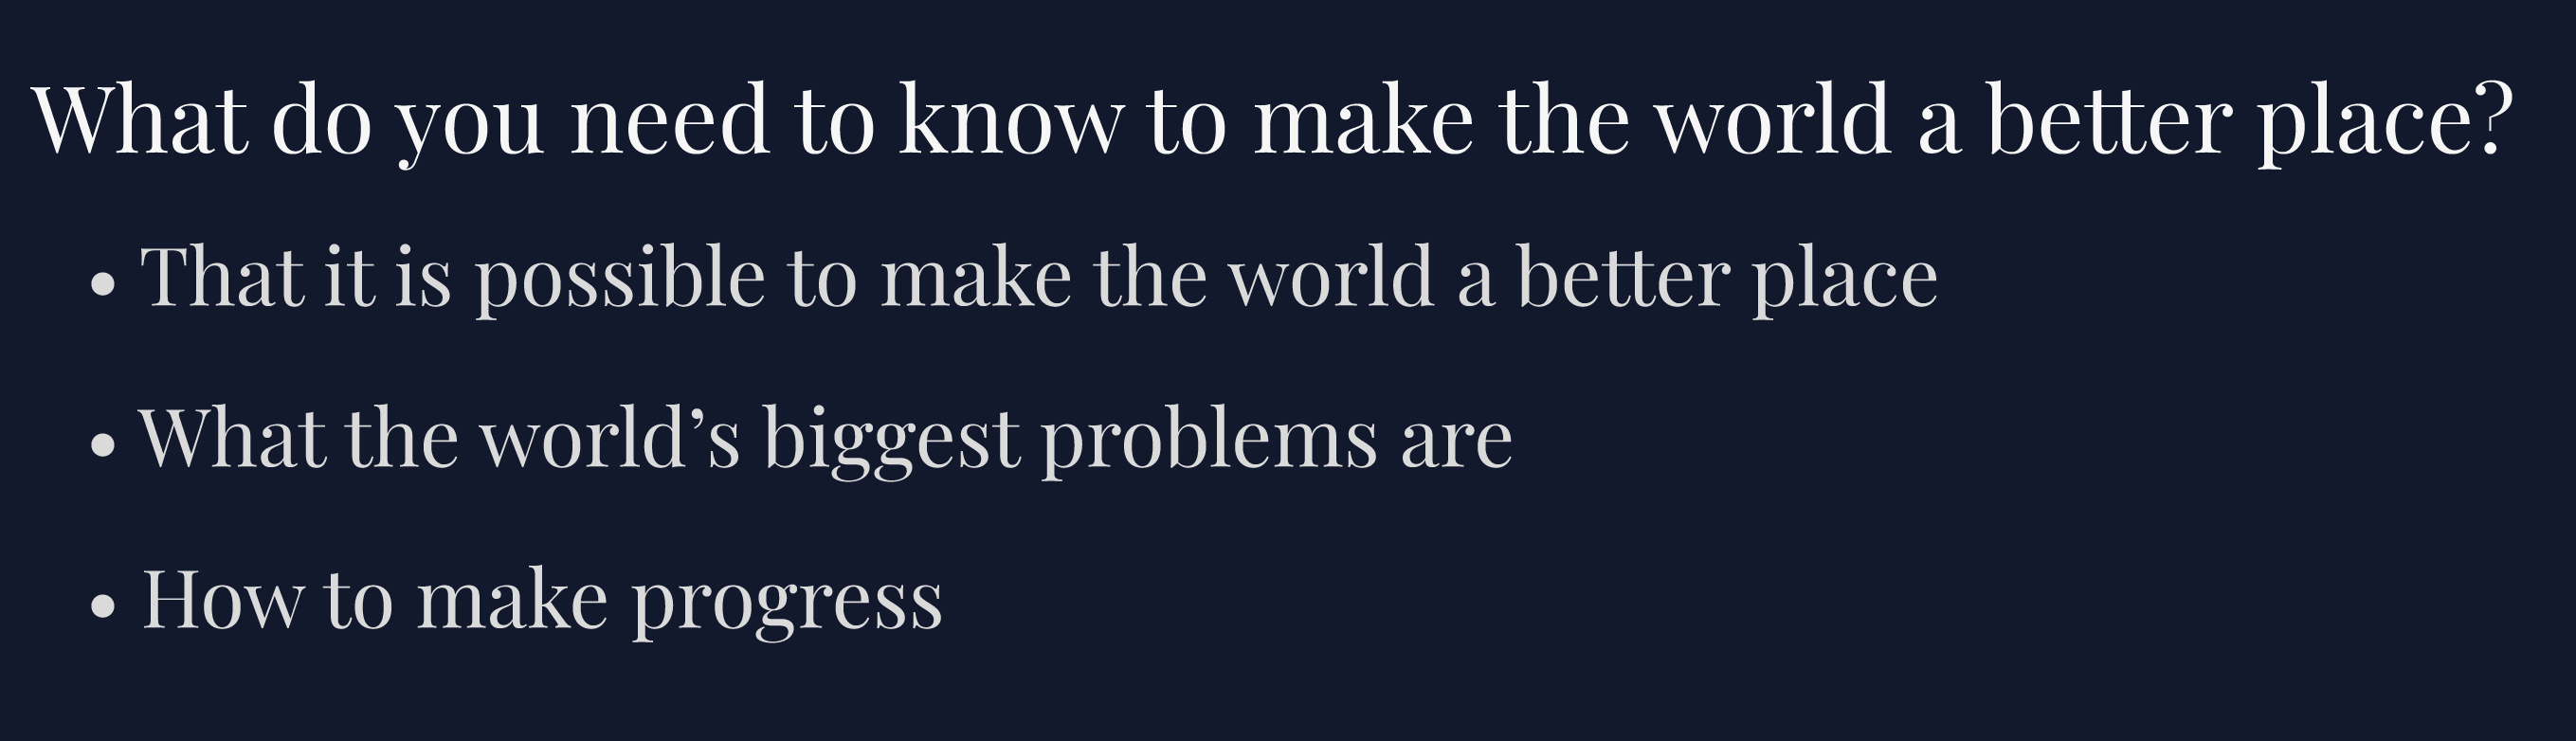 What do you need to know to make the world a better place?
• That it is possible to make the world a better place
• What the world’s biggest problems are
• How to make progress